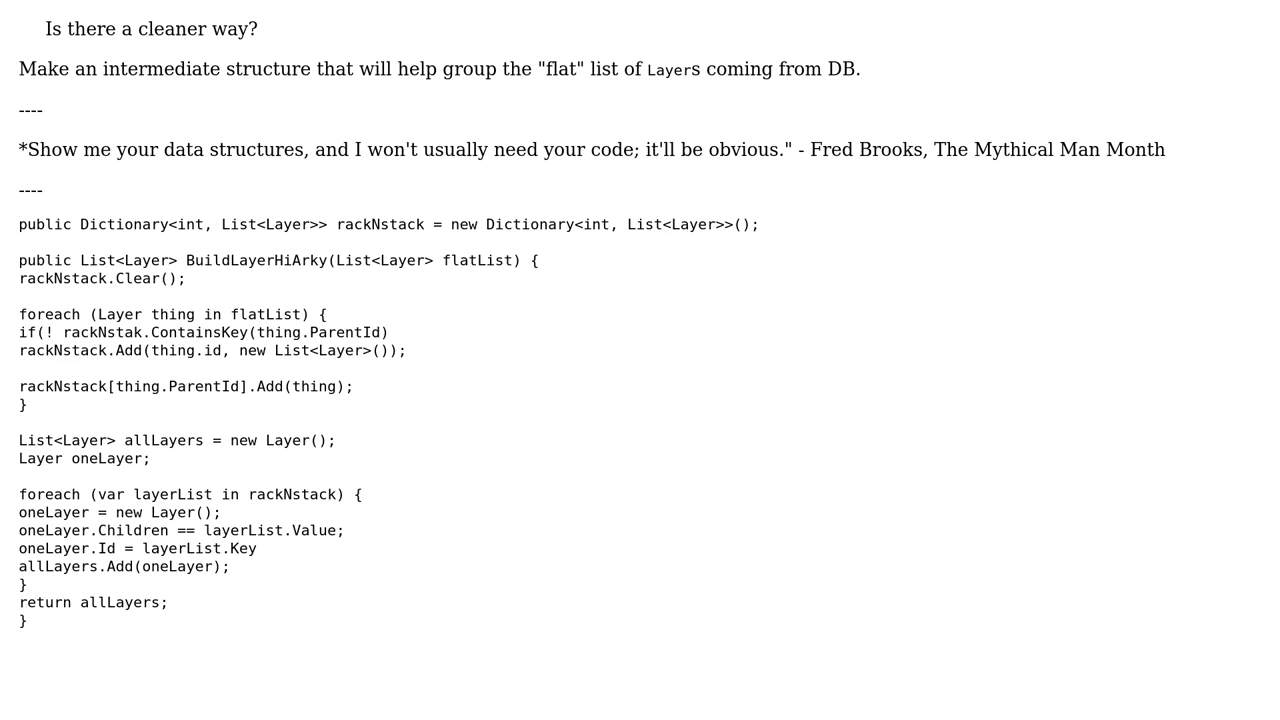 Is there a cleaner way?
Make an intermediate structure that will help group the "flat" list of Layers coming from DB.
----
*Show me your data structures, and I won't usually need your code; it'll be obvious." - Fred Brooks, The Mythical Man Month
----
public Dictionary<int, List<Layer>> rackNstack = new Dictionary<int, List<Layer>>();
public List<Layer> BuildLayerHiArky(List<Layer> flatList) {
rackNstack.Clear();
foreach (Layer thing in flatList) {
if(! rackNstak.ContainsKey(thing.ParentId)
rackNstack.Add(thing.id, new List<Layer>());
rackNstack[thing.ParentId].Add(thing);
}
List<Layer> allLayers = new Layer();
Layer oneLayer;
foreach (var layerList in rackNstack) {
oneLayer = new Layer();
oneLayer.Children == layerList.Value;
oneLayer.Id = layerList.Key
allLayers.Add(oneLayer);
}
return allLayers;
}